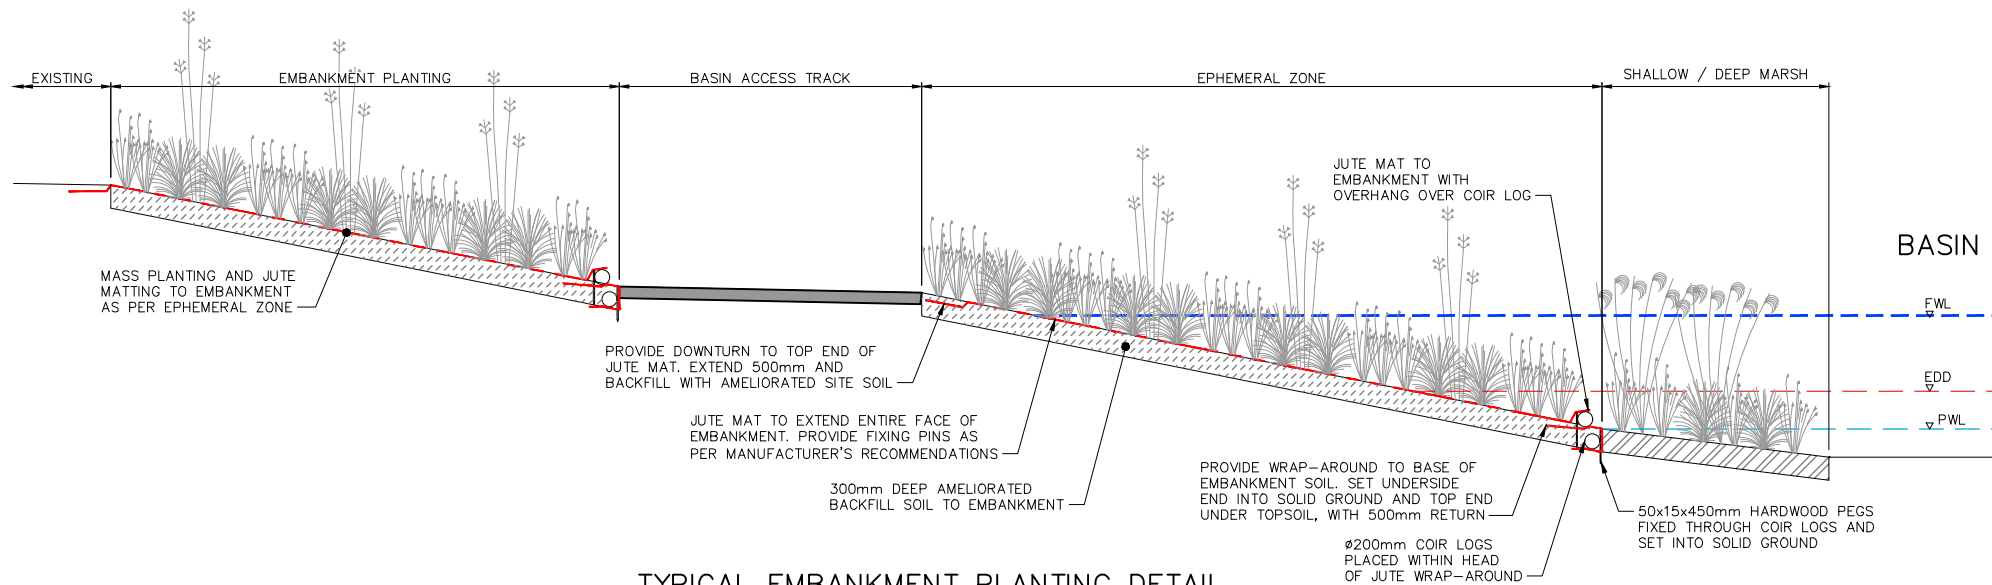 EXISTING
EMBANKMENT PLANTING
BASIN ACCESS TRACK
EPHEMERAL ZONE
SHALLOW / DEEP MARSH
JUTE MAT TO
EMBANKMENT WITH
OVERHANG OVER COIR LOG
BASIN
FWL
EDD
PWL
MASS PLANTING AND JUTE
MATTING TO EMBANKMENT
AS PER EPHEMERAL ZONE
PROVIDE DOWNTURN TO TOP END OF
JUTE MAT. EXTEND 500mm AND
BACKFILL WITH AMELIORATED SITE SOIL
JUTE MAT TO EXTEND ENTIRE FACE OF
EMBANKMENT. PROVIDE FIXING PINS AS
PER MANUFACTURER'S RECOMMENDATIONS
300mm DEEP AMELIORATED
BACKFILL SOIL TO EMBANKMENT
PROVIDE WRAP-AROUND TO BASE OF
EMBANKMENT SOIL. SET UNDERSIDE
END INTO SOLID GROUND AND TOP END
UNDER TOPSOIL, WITH 500mm RETURN
50x15x450mm HARDWOOD PEGS
FIXED THROUGH COIR LOGS AND
SET INTO SOLID GROUND
ø200mm COIR LOGS
PLACED WITHIN HEAD
OF JUTE WRAP-AROUND
TYPICAL EMBANKMENT PLANTING DETAIL